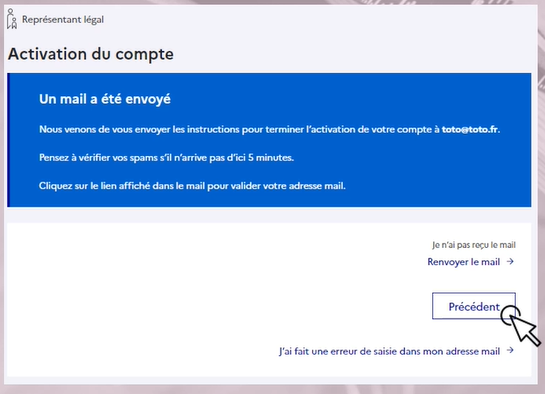 Représentant légal
Activation du compte
Un mail a été envoyé
Nous venons de vous envoyer les instructions pour terminer l'activation de votre compte à toto@toto.fr.
Pensez à vérifier vos spams s'il n'arrive pas d'ici 5 minutes.
Cliquez sur le lien affiché dans le mail pour valider votre adresse mail.
Je n'ai pas reçu le mail
Renvoyer le mail →
Précédent
J'ai fait une erreur de saisie dans mon adresse mail →